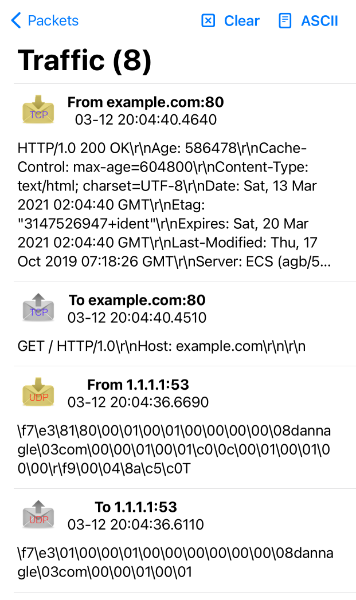 Packets
Clear
ASCII
Traffic (8)
TCP
From example.com:80
03-12 20:04:40.4640
HTTP/1.0 200 OK\r\nAge: 586478\r\nCache-
Control: max-age=604800\r\nContent-Type:
text/html; charset=UTF-8\r\nDate: Sat, 13 Mar
2021 02:04:40 GMT\r\nEtag:
"3147526947+ident"\r\nExpires: Sat, 20 Mar
2021 02:04:40 GMT\r\nLast-Modified: Thu, 17
Oct 2019 07:18:26 GMT\r\nServer: ECS (agb/5...
TCP
To example.com:80
03-12 20:04:40.4510
GET / HTTP/1.0\r\nHost: example.com\r\n\r\n
UDP
From 1.1.1.1:53
03-12 20:04:36.6690
\f7\e3\81\80\00\01\00\01\00\00\00\00\08danna
gle\03com\00\00\01\00\01\c0\0c\00\01\00\01\0
0\00\r\f9\00\04\8a\c5\c0T
UDP
To 1.1.1.1:53
03-12 20:04:36.6110
\f7\e3\01\00\00\01\00\00\00\00\00\00\08danna
gle\03com\00\00\01\00\01